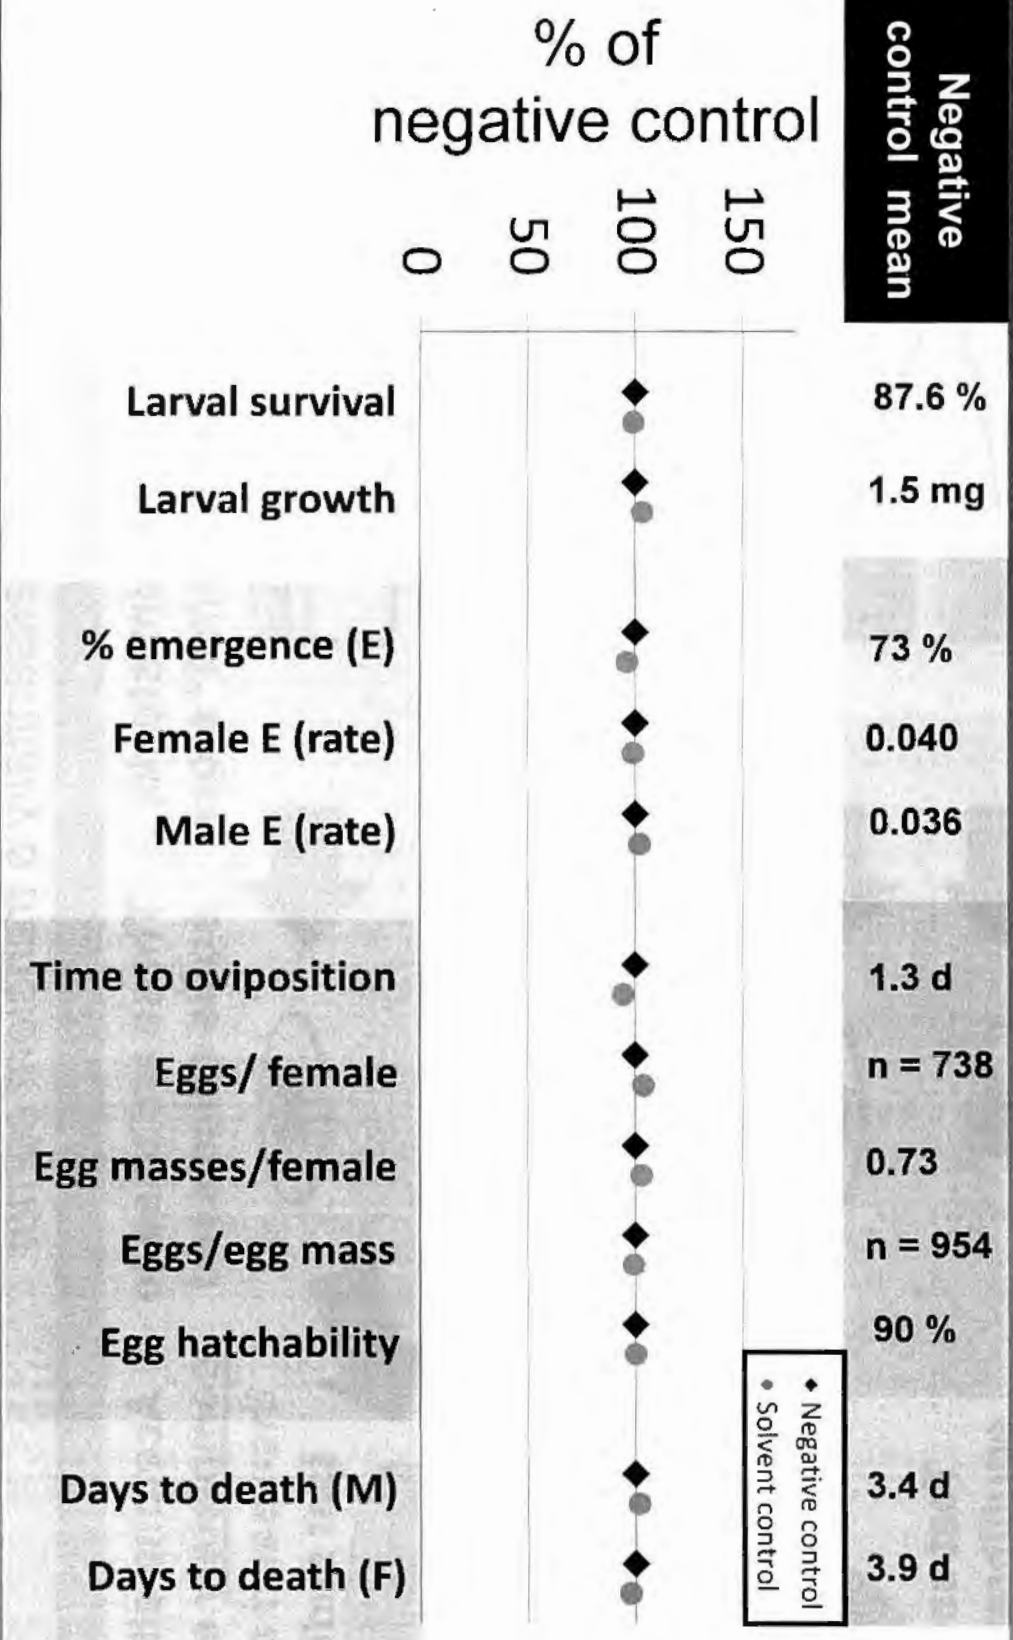 % of
negative control
Negative
control mean
0
50
100
150
Larval survival
87.6 %
Larval growth
1.5 mg
% emergence (E)
73 %
Female E (rate)
0.040
Male E (rate)
0.036
Time to oviposition
1.3 d
Eggs/ female
n = 738
Egg masses/female
0.73
Eggs/egg mass
n = 954
Egg hatchability
90 %
Days to death (M)
3.4 d
Days to death (F)
3.9 d
◆ Negative control
● Solvent control